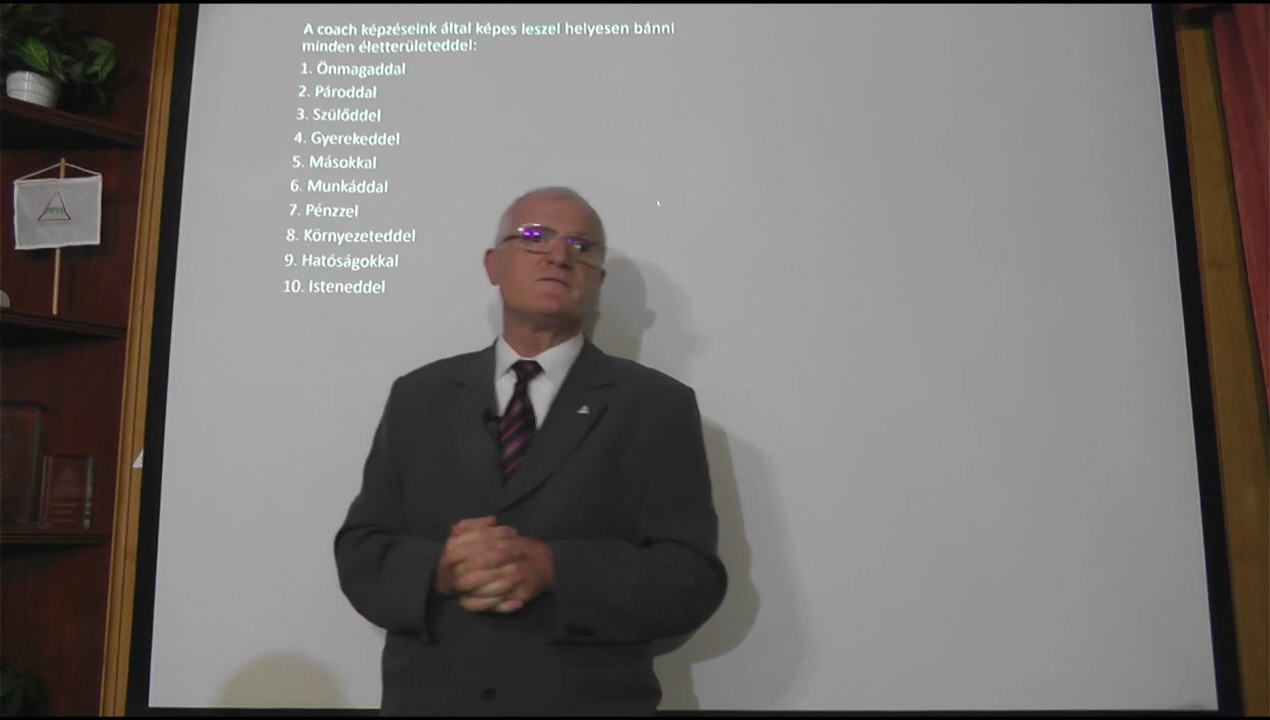 A coach képzéseink által képes leszel helyesen bánni
minden életterületeddel:
1. Önmagaddal
2. Pároddal
3. Szülőddel
4. Gyerekeddel
5. Másokkal
6. Munkáddal
7. Pénzzel
8. Környezeteddel
9. Hatóságokkal
10. Isteneddel